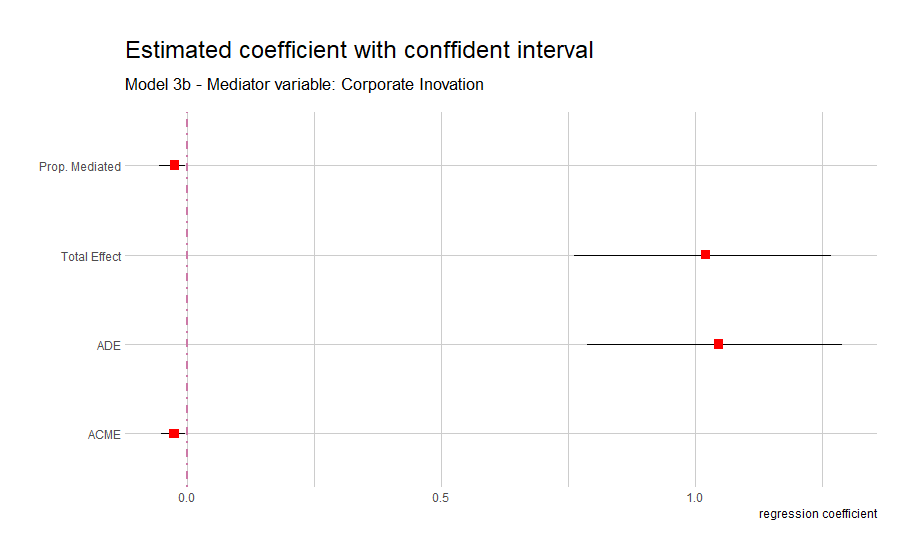 Estimated coefficient with conffident interval
Model 3b - Mediator variable: Corporate Inovation
Prop. Mediated
Total Effect
ADE
ACME
0.0 0.5 1.0
regression coefficient